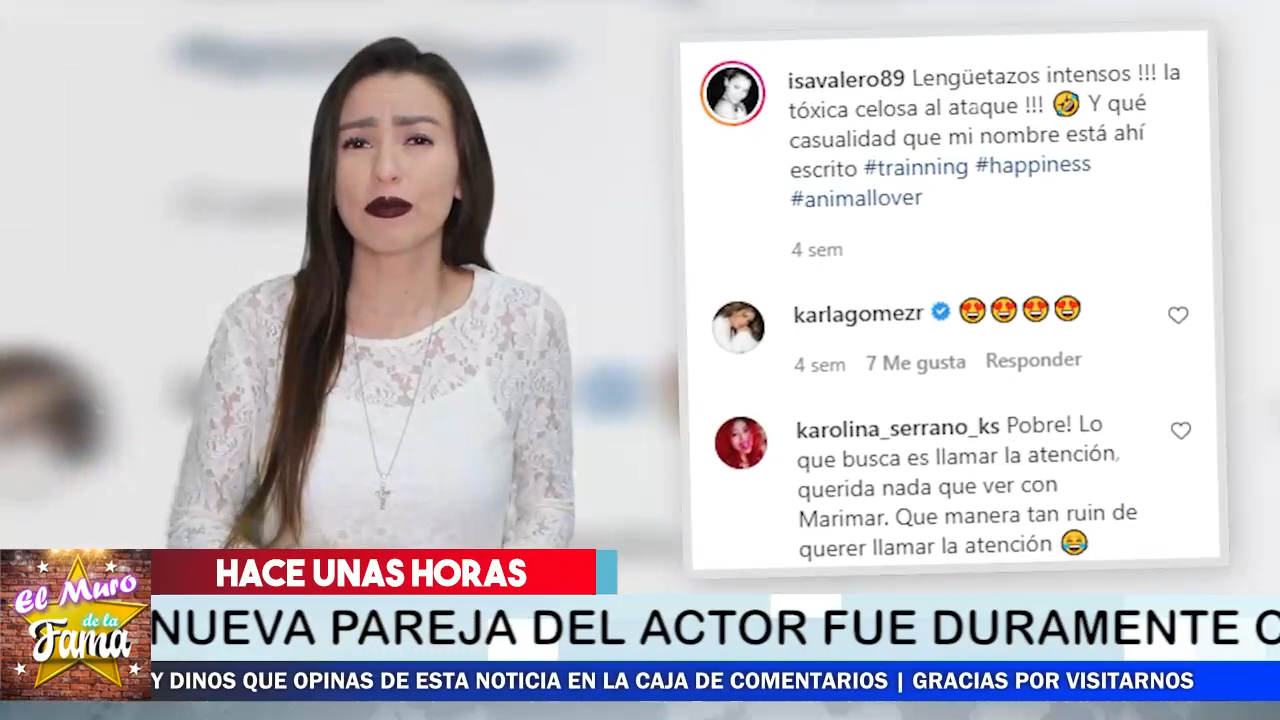 isavalero89 Lengüetazos intensos !!! la
tóxica celosa al ataque !!! 🤣 Y qué
casualidad que mi nombre está ahí
escrito #trainning #happiness
#animallover
4 sem
karlagomezr 😍😍😍😍
4 sem 7 Me gusta Responder
karolina_serrano_ks Pobre! Lo
que busca es llamar la atención,
querida nada que ver con
Marimar. Que manera tan ruin de
querer llamar la atención 😂
El Muro
de la
Fama
HACE UNAS HORAS
NUEVA PAREJA DEL ACTOR FUE DURAMENTE C
Y DINOS QUE OPINAS DE ESTA NOTICIA EN LA CAJA DE COMENTARIOS | GRACIAS POR VISITARNOS